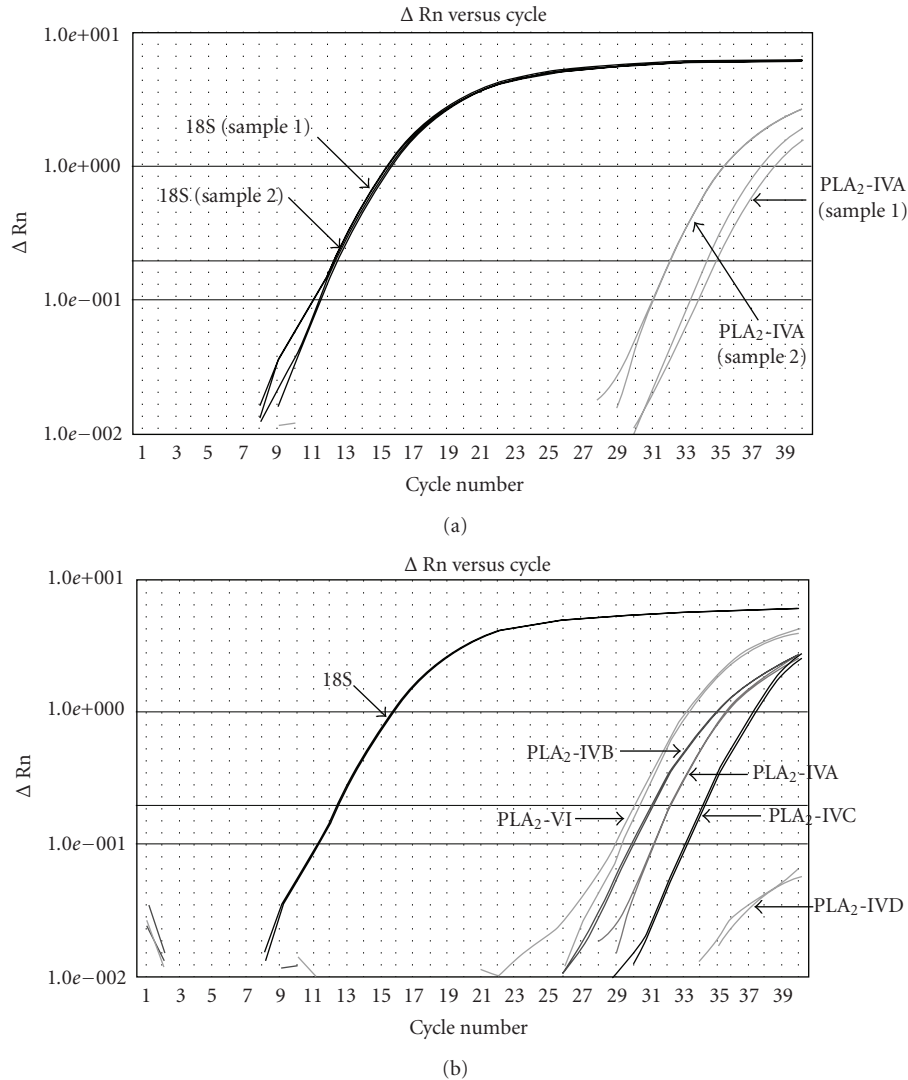 Δ Rn versus cycle
1.0e+001
1.0e+000
1.0e−001
1.0e−002
Δ Rn
18S (sample 1)
18S (sample 2)
PLA₂-IVA
(sample 1)
PLA₂-IVA
(sample 2)
1 3 5 7 9 11 13 15 17 19 21 23 25 27 29 31 33 35 37 39
Cycle number
(a)
Δ Rn versus cycle
1.0e+001
1.0e+000
1.0e−001
1.0e−002
Δ Rn
18S
PLA₂-IVB
PLA₂-IVA
PLA₂-VI
PLA₂-IVC
PLA₂-IVD
1 3 5 7 9 11 13 15 17 19 21 23 25 27 29 31 33 35 37 39
Cycle number
(b)